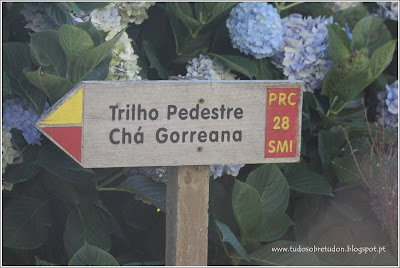 Trilho Pedestre
Chá Gorreana
PRC
28
SMI
www.tudosobretudon.blogspot.pt